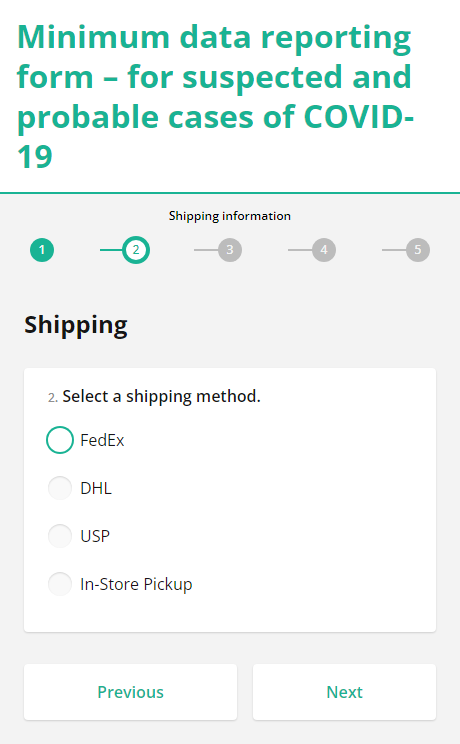 Minimum data reporting
form – for suspected and
probable cases of COVID-
19
Shipping information
1 2 3 4 5
Shipping
2. Select a shipping method.
FedEx
DHL
USP
In-Store Pickup
Previous Next